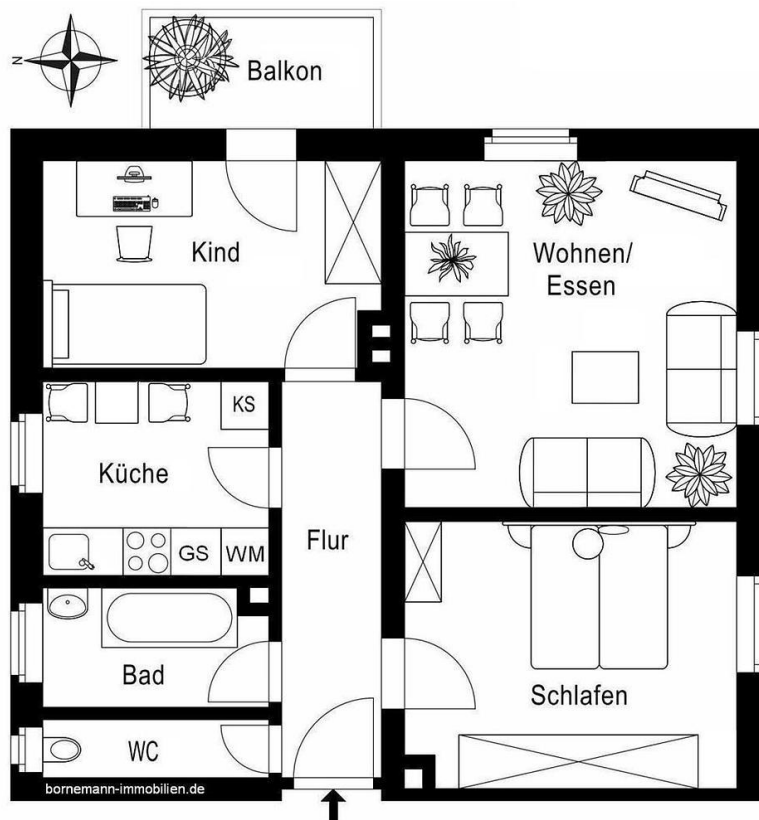 N
Balkon
Kind
Wohnen/
Essen
KS
Küche
GS
WM
Flur
Bad
Schlafen
WC
bornemann-immobilien.de